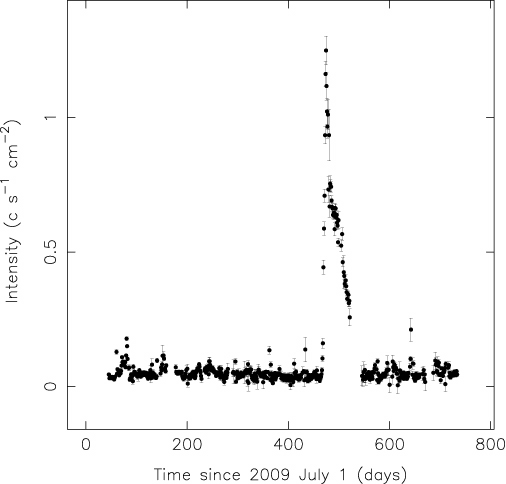 1
0.5
0
Intensity (c s⁻¹ cm⁻²)
0 200 400 600 800
Time since 2009 July 1 (days)